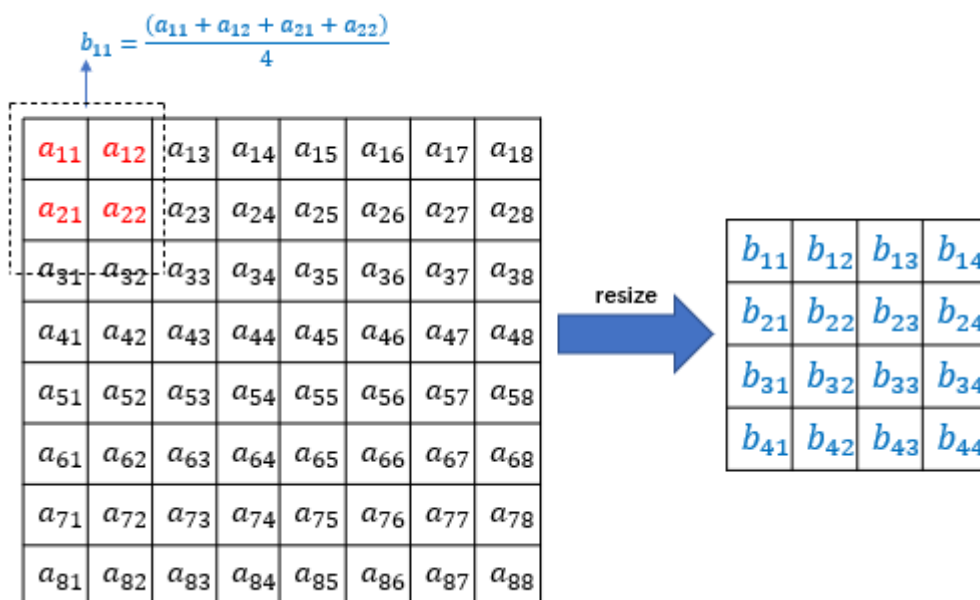 b₁₁ = (a₁₁ + a₁₂ + a₂₁ + a₂₂) / 4
a₁₁ a₁₂ a₁₃ a₁₄ a₁₅ a₁₆ a₁₇ a₁₈
a₂₁ a₂₂ a₂₃ a₂₄ a₂₅ a₂₆ a₂₇ a₂₈
a₃₁ a₃₂ a₃₃ a₃₄ a₃₅ a₃₆ a₃₇ a₃₈
a₄₁ a₄₂ a₄₃ a₄₄ a₄₅ a₄₆ a₄₇ a₄₈
a₅₁ a₅₂ a₅₃ a₅₄ a₅₅ a₅₆ a₅₇ a₅₈
a₆₁ a₆₂ a₆₃ a₆₄ a₆₅ a₆₆ a₆₇ a₆₈
a₇₁ a₇₂ a₇₃ a₇₄ a₇₅ a₇₆ a₇₇ a₇₈
a₈₁ a₈₂ a₈₃ a₈₄ a₈₅ a₈₆ a₈₇ a₈₈
resize
b₁₁ b₁₂ b₁₃ b₁₄
b₂₁ b₂₂ b₂₃ b₂₄
b₃₁ b₃₂ b₃₃ b₃₄
b₄₁ b₄₂ b₄₃ b₄₄